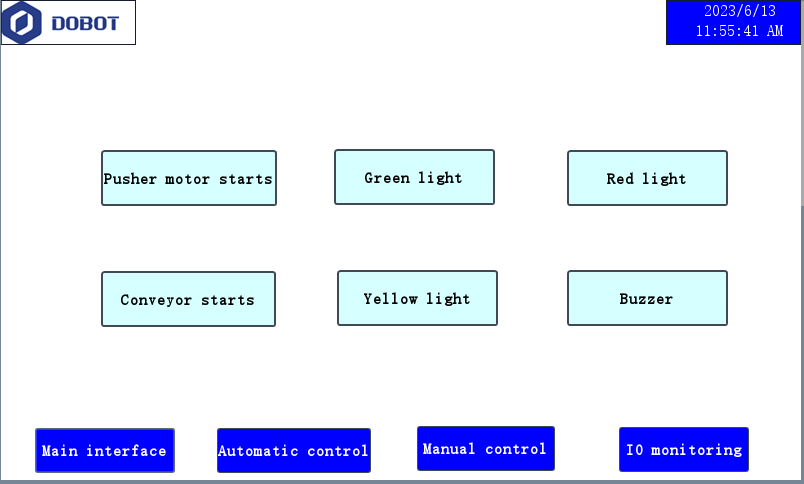 DOBOT
2023/6/13
11:55:41 AM
Pusher motor starts
Green light
Red light
Conveyor starts
Yellow light
Buzzer
Main interface
Automatic control
Manual control
IO monitoring